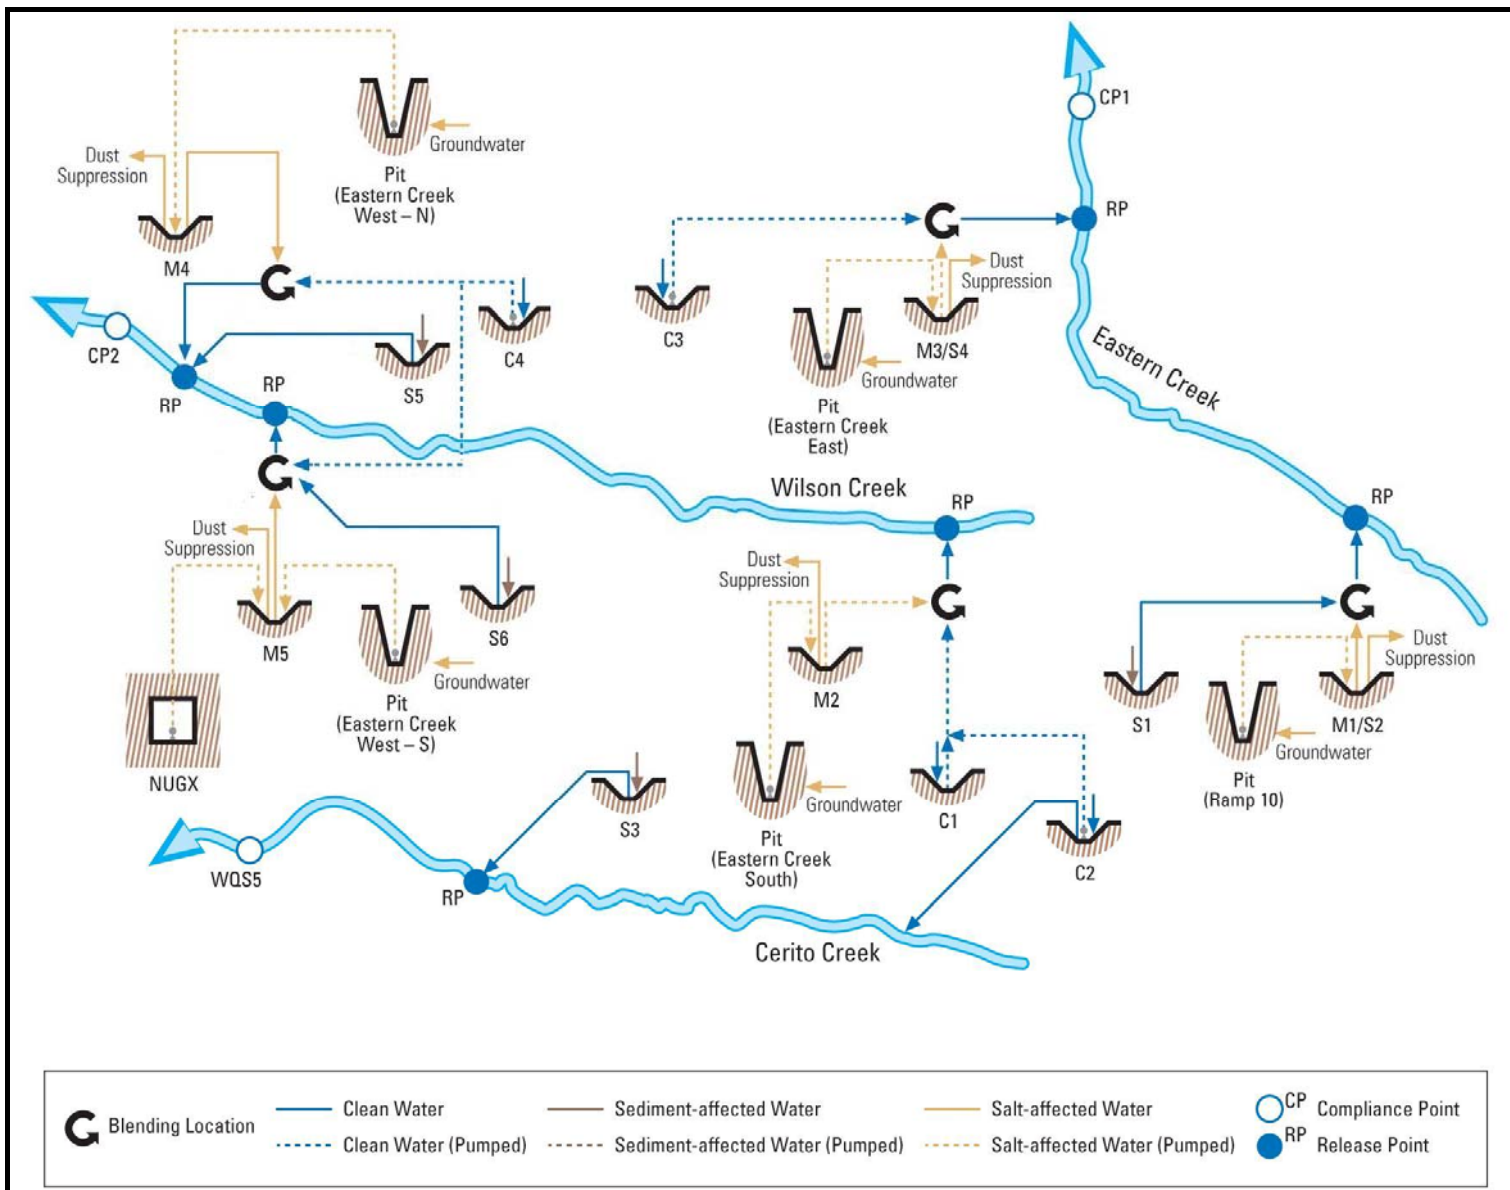 CP1
Groundwater
Dust
Suppression
Pit
(Eastern Creek
West – N)
M4
RP
Dust
Suppression
C3
M3/S4
Groundwater
Pit
(Eastern Creek
East)
Eastern Creek
CP2
RP
S5
C4
RP
Wilson Creek
RP
RP
Dust
Suppression
M5
S6
Groundwater
Pit
(Eastern Creek
West – S)
NUGX
Dust
Suppression
M2
Groundwater
Pit
(Eastern Creek
South)
C1
C2
S1
M1/S2
Dust
Suppression
Groundwater
Pit
(Ramp 10)
S3
WQS5
RP
Cerito Creek
Blending Location
Clean Water
Clean Water (Pumped)
Sediment-affected Water
Sediment-affected Water (Pumped)
Salt-affected Water
Salt-affected Water (Pumped)
CP Compliance Point
RP Release Point